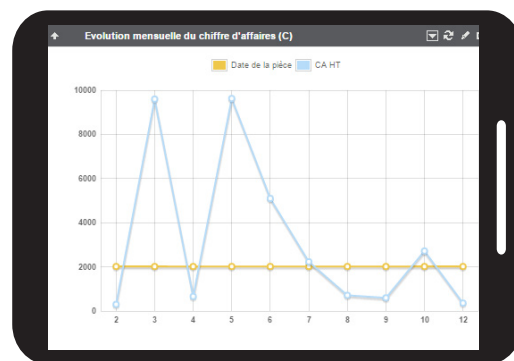 Evolution mensuelle du chiffre d'affaires (C)
Date de la pièce CA HT
10000
8000
6000
4000
2000
0
2 3 4 5 6 7 8 9 10 12